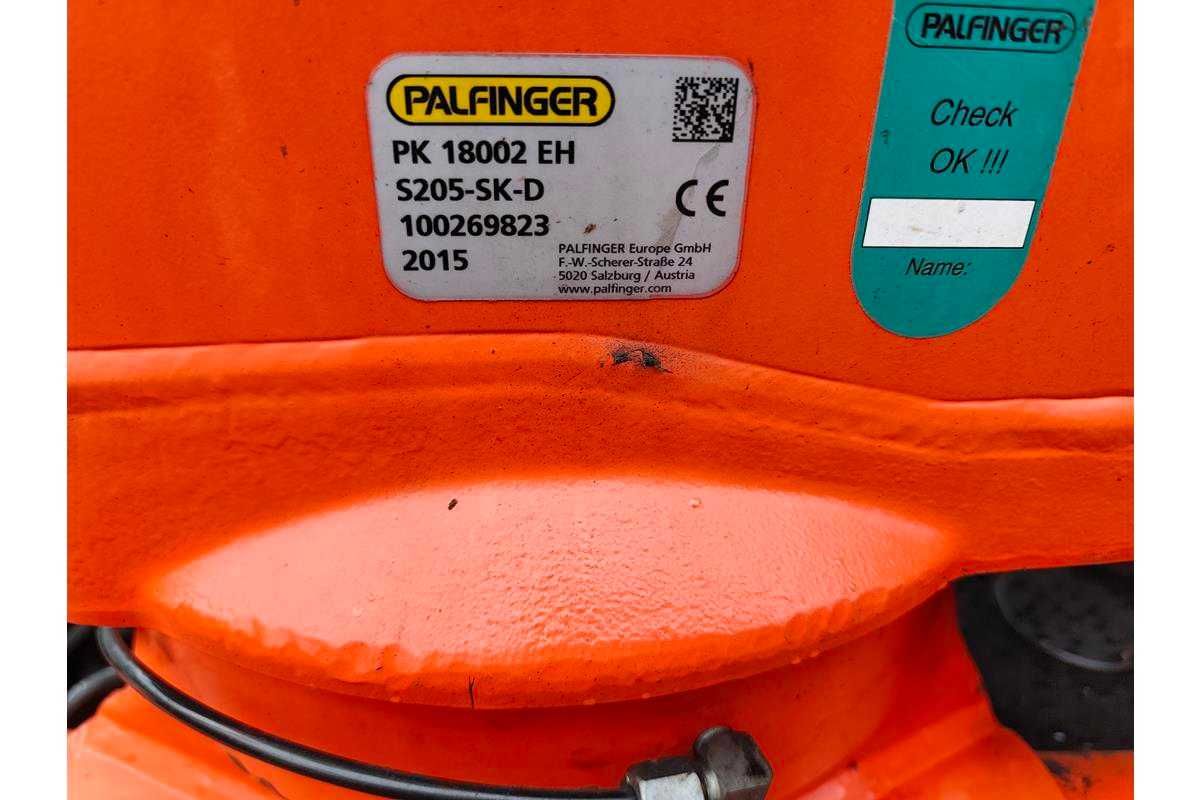 PALFINGER
PK 18002 EH
S205-SK-D
100269823
2015
CE
PALFINGER Europe GmbH
F.-W.-Scherer-Straße 24
5020 Salzburg / Austria
www.palfinger.com
PALFINGER
Check
OK !!!
Name: